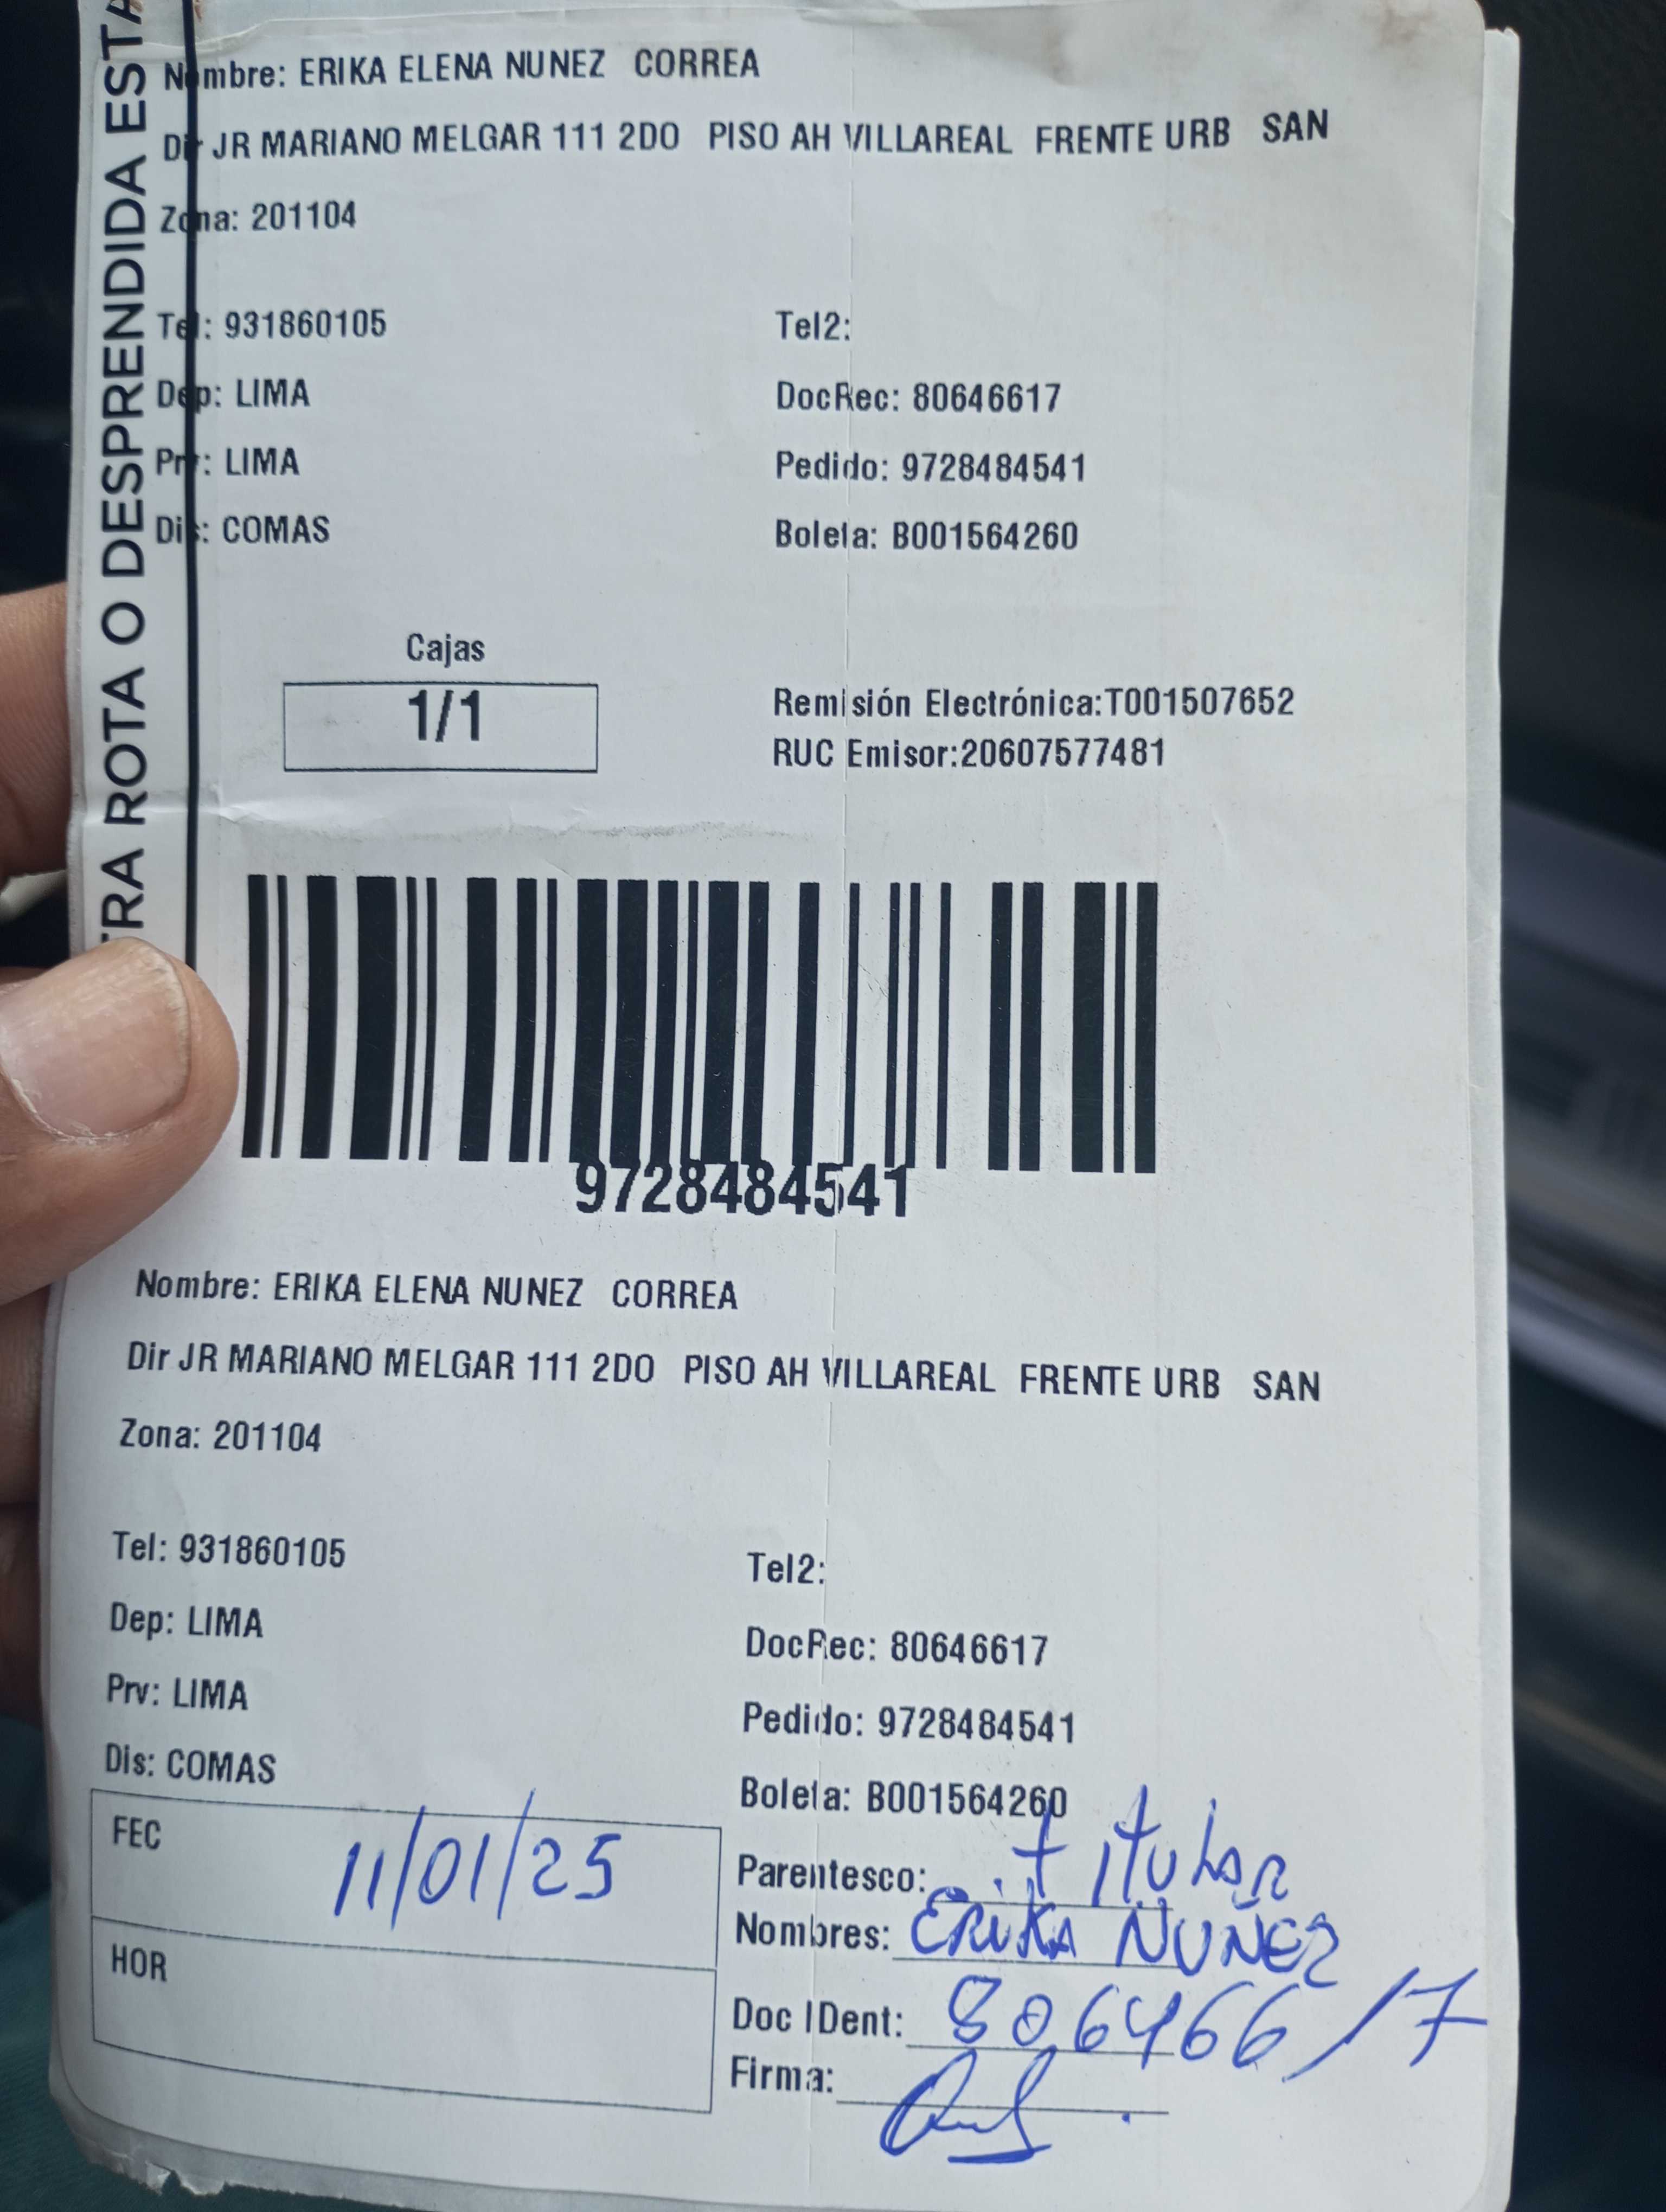 TRA ROTA O DESPRENDIDA ESTA
Nombre: ERIKA ELENA NUNEZ CORREA
Dir JR MARIANO MELGAR 111 2DO PISO AH VILLAREAL FRENTE URB SAN
Zona: 201104
Tel: 931860105 Tel2:
Dep: LIMA DocRec: 80646617
Prv: LIMA Pedido: 9728484541
Dis: COMAS Boleta: B001564260
Cajas
1/1
Remisión Electrónica:T001507652
RUC Emisor:20607577481
9728484541
Nombre: ERIKA ELENA NUNEZ CORREA
Dir JR MARIANO MELGAR 111 2DO PISO AH VILLAREAL FRENTE URB SAN
Zona: 201104
Tel: 931860105 Tel2:
Dep: LIMA DocRec: 80646617
Prv: LIMA Pedido: 9728484541
Dis: COMAS Boleta: B001564260
FEC 11/01/25
HOR
Parentesco: titular
Nombres: ERIKA NUÑEZ
Doc IDent: 80646617
Firma: